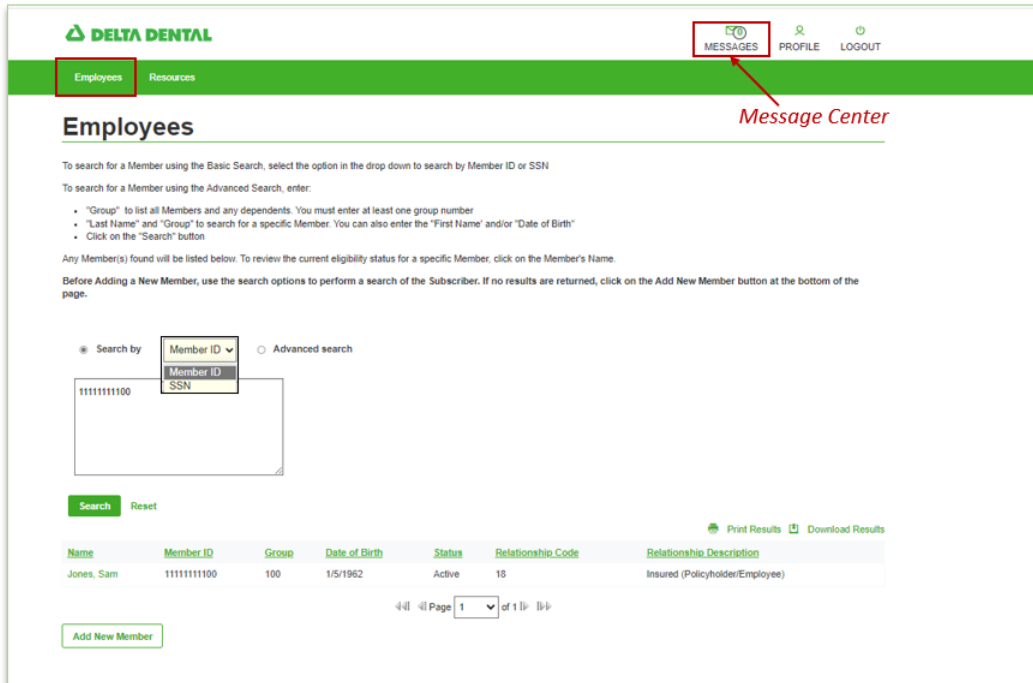 DELTA DENTAL
0
MESSAGES PROFILE LOGOUT
Employees Resources
Message Center
Employees
To search for a Member using the Basic Search, select the option in the drop down to search by Member ID or SSN
To search for a Member using the Advanced Search, enter:
• "Group" to list all Members and any dependents. You must enter at least one group number
• "Last Name" and "Group" to search for a specific Member. You can also enter the "First Name' and/or "Date of Birth"
• Click on the "Search" button
Any Member(s) found will be listed below. To review the current eligibility status for a specific Member, click on the Member's Name.
Before Adding a New Member, use the search options to perform a search of the Subscriber. If no results are returned, click on the Add New Member button at the bottom of the
page.
Search by Member ID Advanced search
Member ID
SSN
11111111100
Search Reset
Print Results Download Results
Name Member ID Group Date of Birth Status Relationship Code Relationship Description
Jones, Sam 11111111100 100 1/5/1962 Active 18 Insured (Policyholder/Employee)
Page 1 of 1
Add New Member